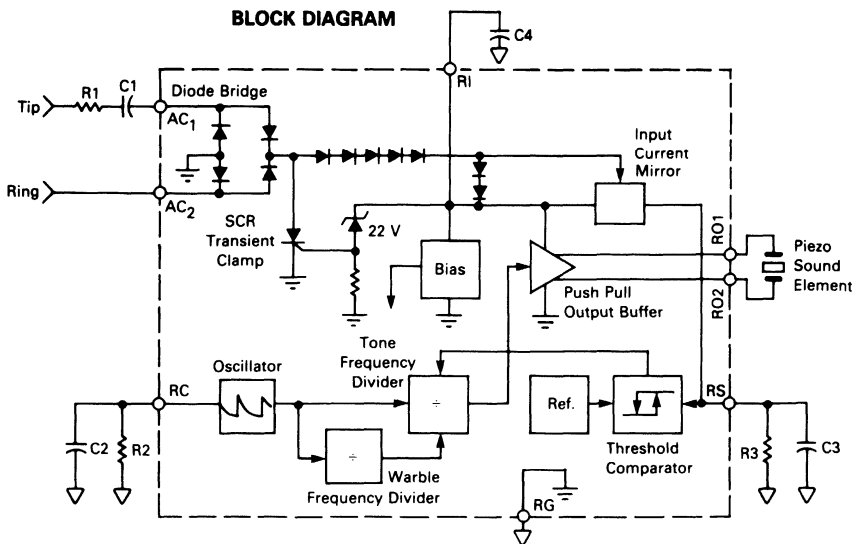 BLOCK DIAGRAM
C4
RI
R1
C1
Diode Bridge
Tip
AC1
Input
Current
Mirror
Ring
AC2
SCR
Transient
Clamp
22 V
Bias
RO1
RO2
Piezo
Sound
Element
Push Pull
Output Buffer
Tone
Frequency
Divider
Oscillator
RC
÷
Ref.
RS
C2
R2
÷
Warble
Frequency Divider
Threshold
Comparator
R3
C3
RG